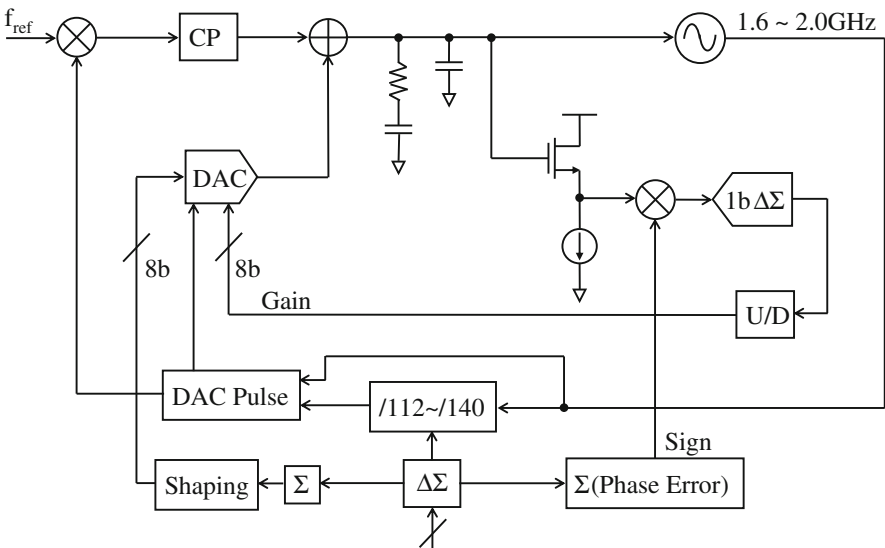 f_ref
CP
1.6 ~ 2.0GHz
DAC
1b ΔΣ
8b
8b
Gain
U/D
DAC Pulse
/112~/140
Sign
Shaping
Σ
ΔΣ
Σ(Phase Error)